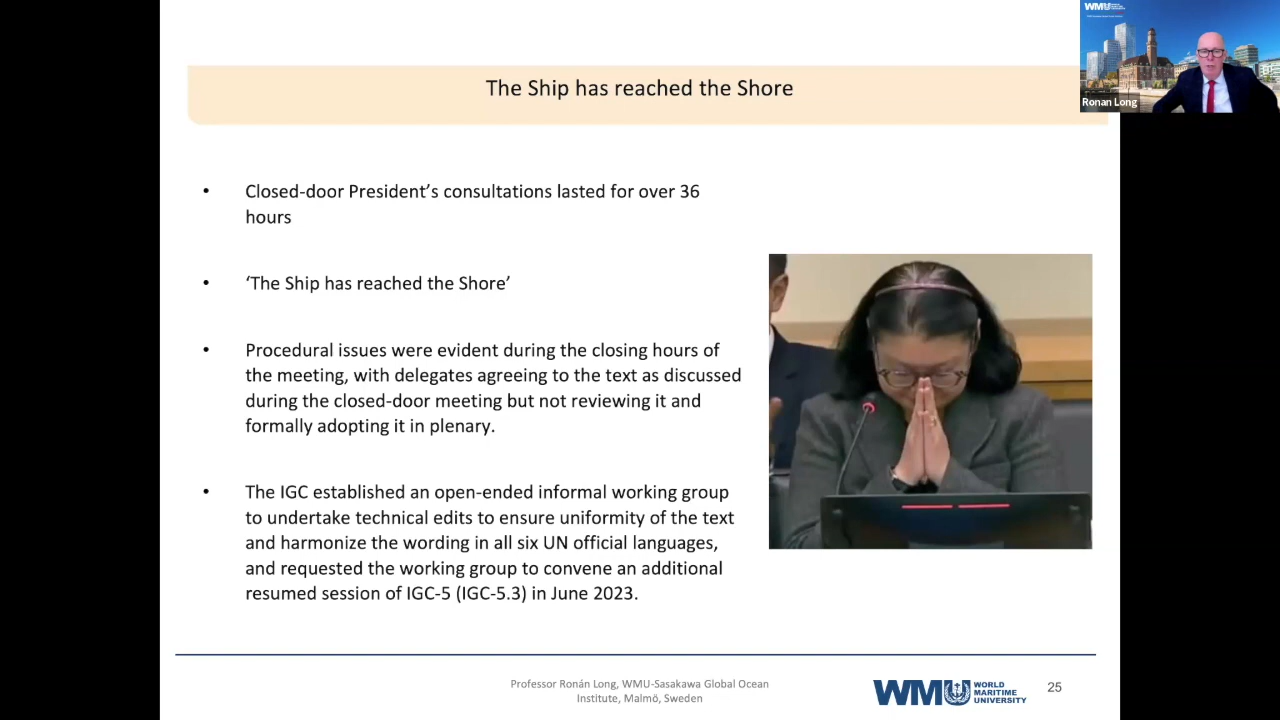 The Ship has reached the Shore
WMU
WORLD MARITIME UNIVERSITY
Ronan Long
• Closed-door President’s consultations lasted for over 36
hours
• ‘The Ship has reached the Shore’
• Procedural issues were evident during the closing hours of
the meeting, with delegates agreeing to the text as discussed
during the closed-door meeting but not reviewing it and
formally adopting it in plenary.
• The IGC established an open-ended informal working group
to undertake technical edits to ensure uniformity of the text
and harmonize the wording in all six UN official languages,
and requested the working group to convene an additional
resumed session of IGC-5 (IGC-5.3) in June 2023.
Professor Ronán Long, WMU-Sasakawa Global Ocean
Institute, Malmö, Sweden
WMU
WORLD
MARITIME
UNIVERSITY
25